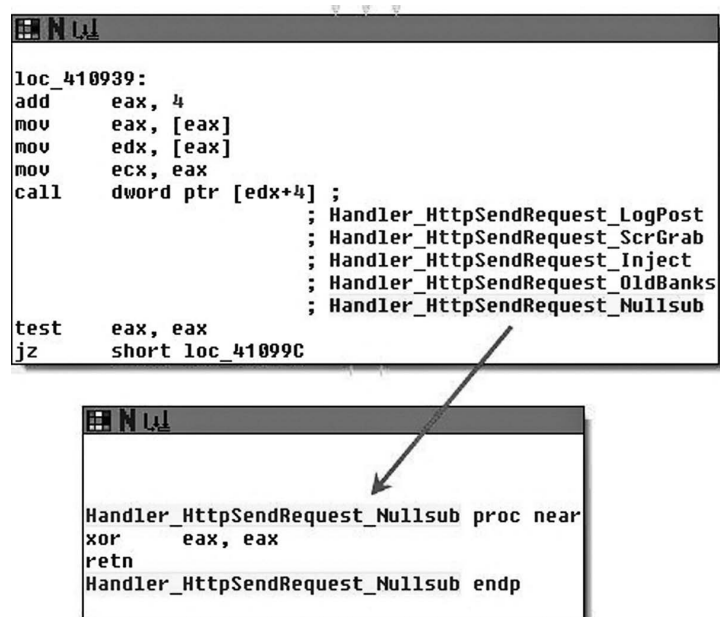 N
loc_410939:
add eax, 4
mov eax, [eax]
mov edx, [eax]
mov ecx, eax
call dword ptr [edx+4] ;
; Handler_HttpSendRequest_LogPost
; Handler_HttpSendRequest_ScrGrab
; Handler_HttpSendRequest_Inject
; Handler_HttpSendRequest_OldBanks
; Handler_HttpSendRequest_Nullsub
test eax, eax
jz short loc_41099C
N
Handler_HttpSendRequest_Nullsub proc near
xor eax, eax
retn
Handler_HttpSendRequest_Nullsub endp